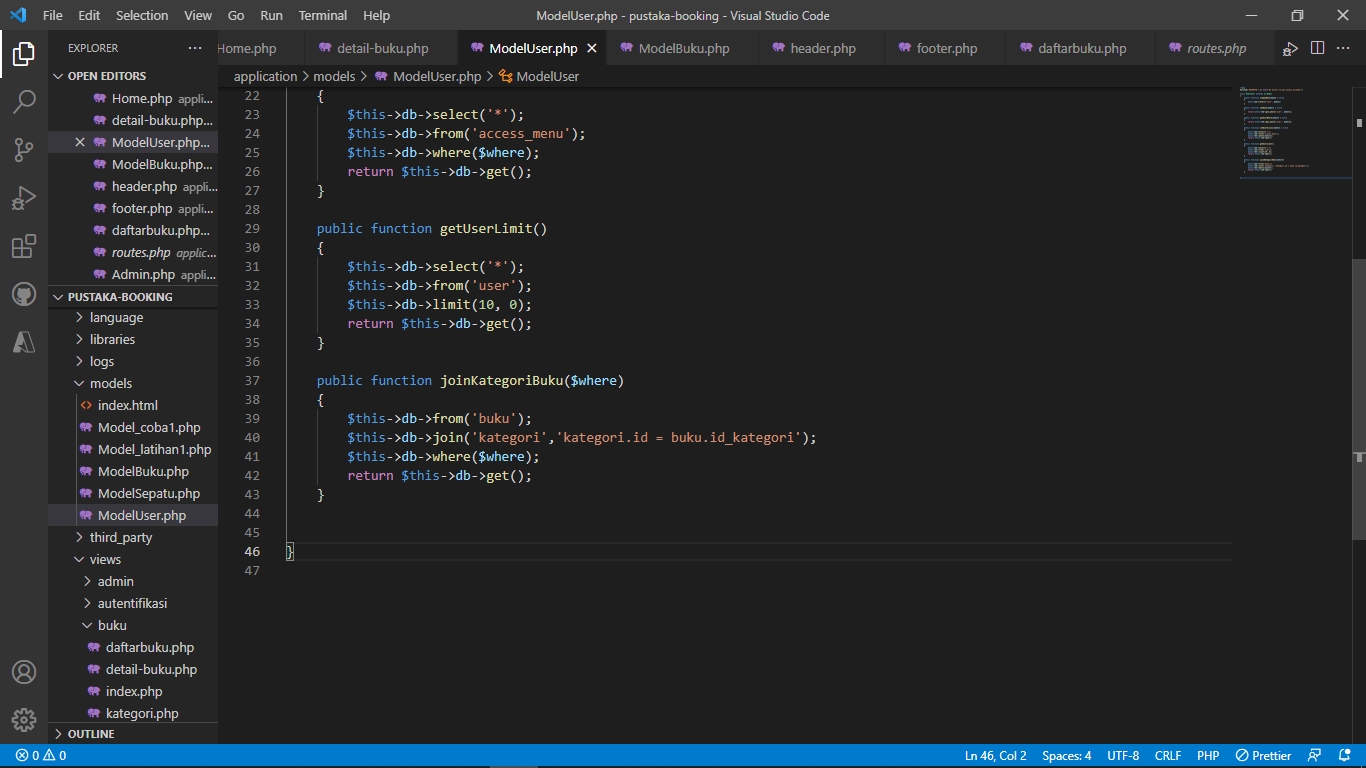 File Edit Selection View Go Run Terminal Help ModelUser.php - pustaka-booking - Visual Studio Code
EXPLORER ···
OPEN EDITORS
Home.php appli...
detail-buku.php...
ModelUser.php...
ModelBuku.php...
header.php appli...
footer.php appli...
daftarbuku.php...
routes.php applic...
Admin.php appli...
PUSTAKA-BOOKING
language
libraries
logs
models
index.html
Model_coba1.php
Model_latihan1.php
ModelBuku.php
ModelSepatu.php
ModelUser.php
third_party
views
admin
autentifikasi
buku
daftarbuku.php
detail-buku.php
index.php
kategori.php
OUTLINE
Home.php detail-buku.php ModelUser.php ModelBuku.php header.php footer.php daftarbuku.php routes.php ···
application > models > ModelUser.php > ModelUser
22 {
23 $this->db->select('*');
24 $this->db->from('access_menu');
25 $this->db->where($where);
26 return $this->db->get();
27 }
28
29 public function getUserLimit()
30 {
31 $this->db->select('*');
32 $this->db->from('user');
33 $this->db->limit(10, 0);
34 return $this->db->get();
35 }
36
37 public function joinKategoriBuku($where)
38 {
39 $this->db->from('buku');
40 $this->db->join('kategori','kategori.id = buku.id_kategori');
41 $this->db->where($where);
42 return $this->db->get();
43 }
44
45
46 }
47
0 0 Ln 46, Col 2 Spaces: 4 UTF-8 CRLF PHP Prettier